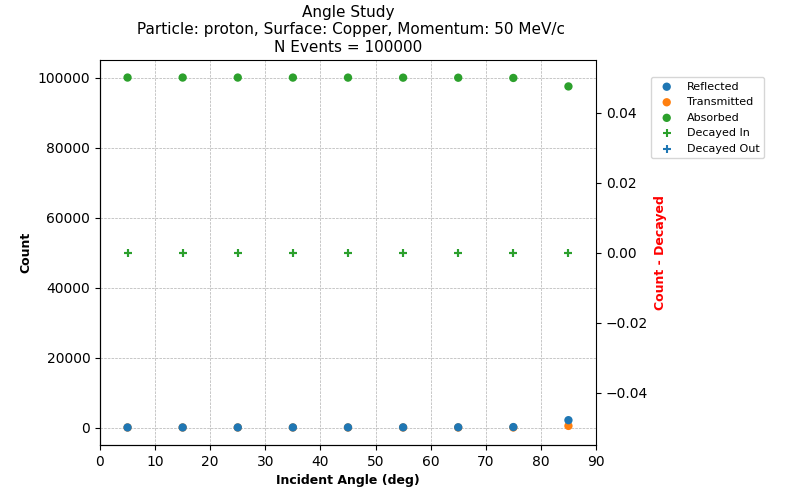 Angle Study
Particle: proton, Surface: Copper, Momentum: 50 MeV/c
N Events = 100000
100000
80000
60000
40000
20000
0
Count
0 10 20 30 40 50 60 70 80 90
Incident Angle (deg)
0.04
0.02
0.00
−0.02
−0.04
Count - Decayed
Reflected
Transmitted
Absorbed
Decayed In
Decayed Out